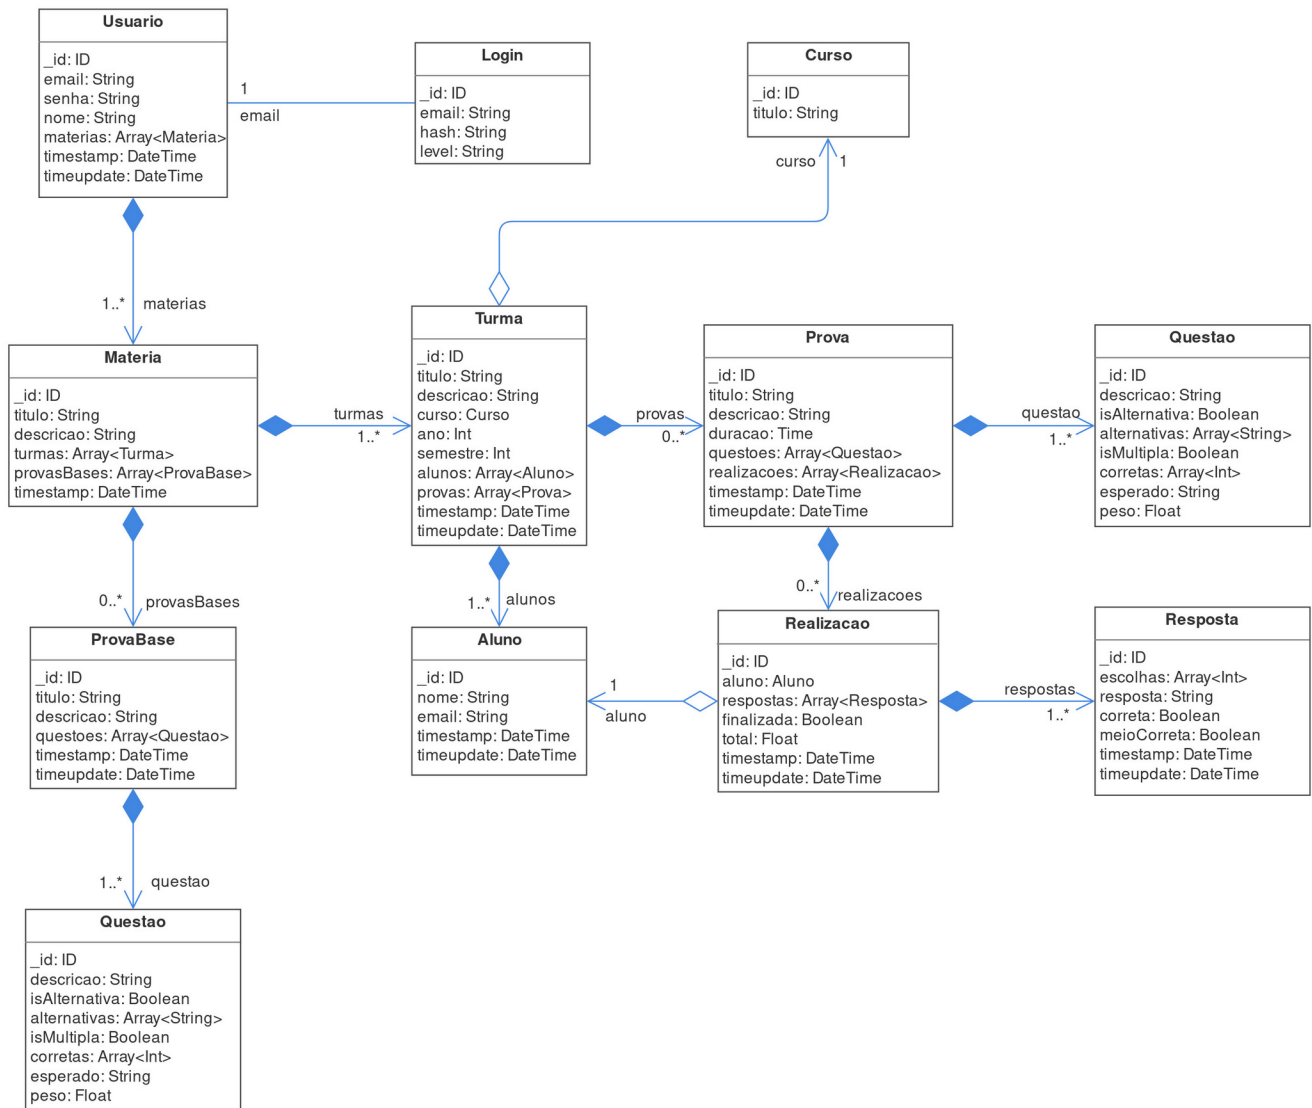 Usuario
_id: ID
email: String
senha: String
nome: String
materias: Array<Materia>
timestamp: DateTime
timeupdate: DateTime
1
email
Login
_id: ID
email: String
hash: String
level: String
Curso
_id: ID
titulo: String
curso
1
1..*
materias
Materia
_id: ID
titulo: String
descricao: String
turmas: Array<Turma>
provasBases: Array<ProvaBase>
timestamp: DateTime
turmas
1..*
Turma
_id: ID
titulo: String
descricao: String
curso: Curso
ano: Int
semestre: Int
alunos: Array<Aluno>
provas: Array<Prova>
timestamp: DateTime
timeupdate: DateTime
provas
0..*
Prova
_id: ID
titulo: String
descricao: String
duracao: Time
questoes: Array<Questao>
realizacoes: Array<Realizacao>
timestamp: DateTime
timeupdate: DateTime
questao
1..*
Questao
_id: ID
descricao: String
isAlternativa: Boolean
alternativas: Array<String>
isMultipla: Boolean
corretas: Array<Int>
esperado: String
peso: Float
0..*
provasBases
1..*
alunos
0..*
realizacoes
ProvaBase
_id: ID
titulo: String
descricao: String
questoes: Array<Questao>
timestamp: DateTime
timeupdate: DateTime
Aluno
_id: ID
nome: String
email: String
timestamp: DateTime
timeupdate: DateTime
1
aluno
Realizacao
_id: ID
aluno: Aluno
respostas: Array<Resposta>
finalizada: Boolean
total: Float
timestamp: DateTime
timeupdate: DateTime
respostas
1..*
Resposta
_id: ID
escolhas: Array<Int>
resposta: String
correta: Boolean
meioCorreta: Boolean
timestamp: DateTime
timeupdate: DateTime
1..*
questao
Questao
_id: ID
descricao: String
isAlternativa: Boolean
alternativas: Array<String>
isMultipla: Boolean
corretas: Array<Int>
esperado: String
peso: Float